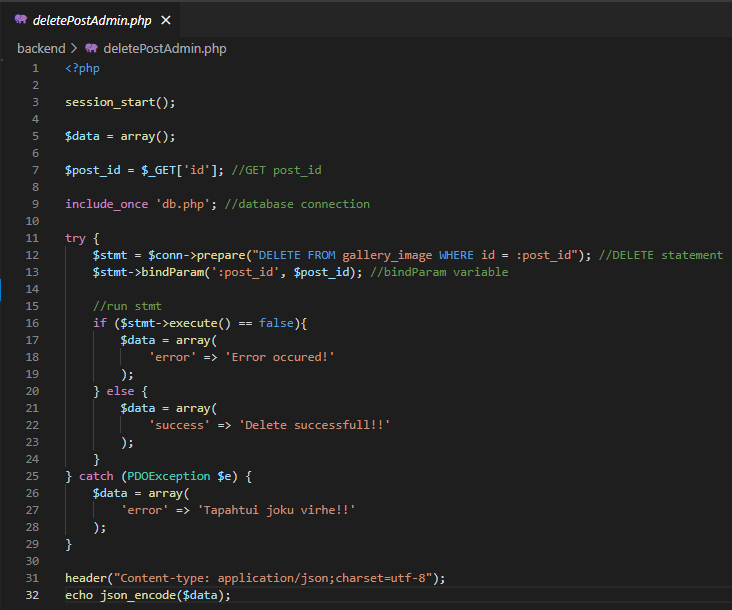 deletePostAdmin.php ×
backend > deletePostAdmin.php
1 <?php
2
3 session_start();
4
5 $data = array();
6
7 $post_id = $_GET['id']; //GET post_id
8
9 include_once 'db.php'; //database connection
10
11 try {
12     $stmt = $conn->prepare("DELETE FROM gallery_image WHERE id = :post_id"); //DELETE statement
13     $stmt->bindParam(':post_id', $post_id); //bindParam variable
14
15     //run stmt
16     if ($stmt->execute() == false){
17         $data = array(
18             'error' => 'Error occured!'
19         );
20     } else {
21         $data = array(
22             'success' => 'Delete successfull!!'
23         );
24     }
25 } catch (PDOException $e) {
26     $data = array(
27         'error' => 'Tapahtui joku virhe!!'
28     );
29 }
30
31 header("Content-type: application/json;charset=utf-8");
32 echo json_encode($data);